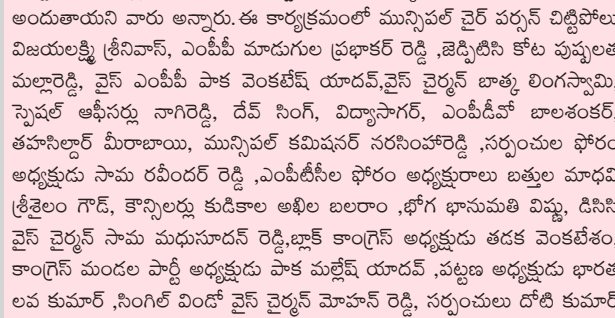 అందుతాయని వారు అన్నారు.ఈ కార్యక్రమంలో మున్సిపల్ చైర్ పర్సన్ చిట్టిపోలు
విజయలక్ష్మి శ్రీనివాస్, ఎంపీపీ మాడుగుల ప్రభాకర్ రెడ్డి ,జెడ్పిటిసి కోట పుష్పలత
మల్లారెడ్డి, వైస్ ఎంపీపీ పాక వెంకటేష్ యాదవ్,వైస్ చైర్మన్ బాత్క లింగస్వామి,
స్పెషల్ ఆఫీసర్లు నాగిరెడ్డి, దేవ్ సింగ్, విద్యాసాగర్, ఎంపీడీవో బాలశంకర్,
తహసిల్దార్ మీరాబాయి, మున్సిపల్ కమిషనర్ నరసింహారెడ్డి ,సర్పంచుల ఫోరం
అధ్యక్షుడు సామ రవీందర్ రెడ్డి ,ఎంపీటీసీల ఫోరం అధ్యక్షురాలు బత్తుల మాధవి
శ్రీశైలం గౌడ్, కౌన్సిలర్లు కుడికాల అఖిల బలరాం ,భోగ భానుమతి విష్ణు, డిసిసి
వైస్ చైర్మన్ సామ మధుసూదన్ రెడ్డి,బ్లాక్ కాంగ్రెస్ అధ్యక్షుడు తడక వెంకటేశం,
కాంగ్రెస్ మండల పార్టీ అధ్యక్షుడు పాక మల్లేష్ యాదవ్ ,పట్టణ అధ్యక్షుడు భారత
లవ కుమార్ ,సింగిల్ విండో వైస్ చైర్మన్ మోహన్ రెడ్డి, సర్పంచులు దోటి కుమార్